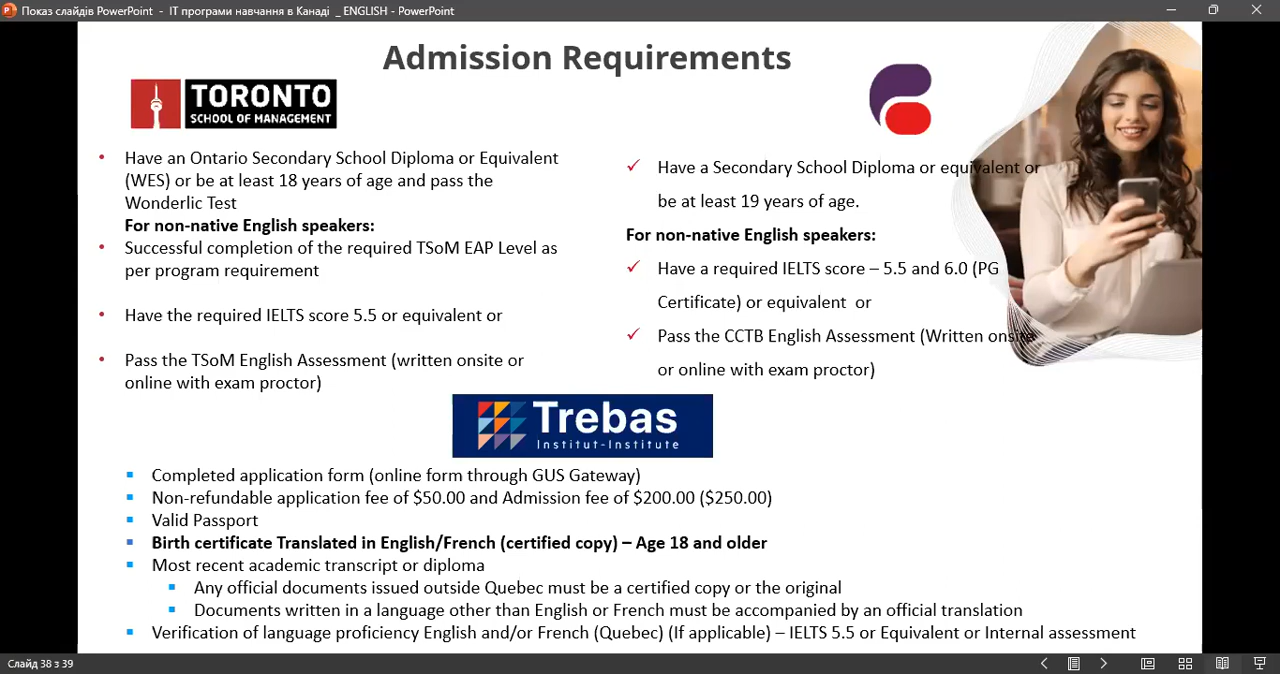 Показ слайдів PowerPoint - ІТ програми навчання в Канаді _ ENGLISH - PowerPoint
Admission Requirements
TORONTO
SCHOOL OF MANAGEMENT
• Have an Ontario Secondary School Diploma or Equivalent
(WES) or be at least 18 years of age and pass the
Wonderlic Test
For non-native English speakers:
• Successful completion of the required TSoM EAP Level as
per program requirement
• Have the required IELTS score 5.5 or equivalent or
• Pass the TSoM English Assessment (written onsite or
online with exam proctor)
✓ Have a Secondary School Diploma or equivalent or
be at least 19 years of age.
For non-native English speakers:
✓ Have a required IELTS score – 5.5 and 6.0 (PG
Certificate) or equivalent or
✓ Pass the CCTB English Assessment (Written onsite
or online with exam proctor)
Trebas
Institut-Institute
▪ Completed application form (online form through GUS Gateway)
▪ Non-refundable application fee of $50.00 and Admission fee of $200.00 ($250.00)
▪ Valid Passport
▪ Birth certificate Translated in English/French (certified copy) – Age 18 and older
▪ Most recent academic transcript or diploma
▪ Any official documents issued outside Quebec must be a certified copy or the original
▪ Documents written in a language other than English or French must be accompanied by an official translation
▪ Verification of language proficiency English and/or French (Quebec) (If applicable) – IELTS 5.5 or Equivalent or Internal assessment
Слайд 38 з 39